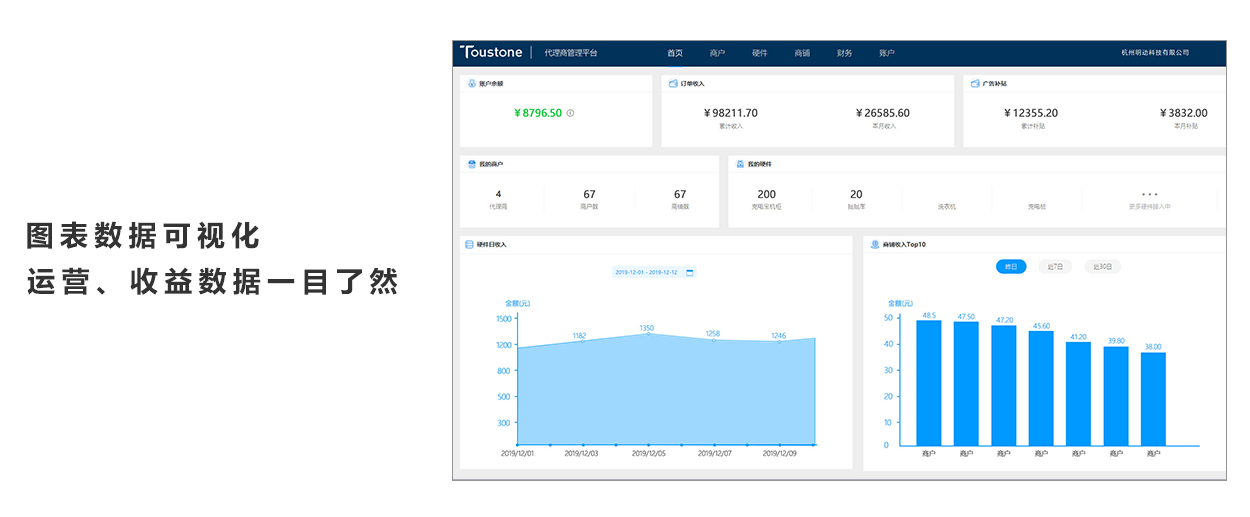 图表数据可视化
运营、收益数据一目了然
Toustone | 代理商管理平台 首页 商户 硬件 商铺 财务 账户 杭州明动科技有限公司
账户余额 订单收入 广告补贴
¥8796.50 ¥98211.70 ¥26585.60 ¥12355.20 ¥3832.00
累计收入 本月收入 累计补贴 本月补贴
我的商户 我的硬件
4 67 67 200 20 •••
代理商 商户数 商铺数 充电宝机柜 抽纸车 洗衣机 充电桩 更多硬件接入中
硬件日收入 商铺收入Top10
2019-12-01 - 2019-12-12 昨日 近7日 近30日
金额(元)
1500
1200
800
500
300
1182 1350 1258 1246
2019/12/01 2019/12/03 2019/12/05 2019/12/07 2019/12/09
金额(元)
50
40
30
20
10
0
48.5 47.50 47.20 45.60 41.20 39.80 38.00
商户 商户 商户 商户 商户 商户 商户